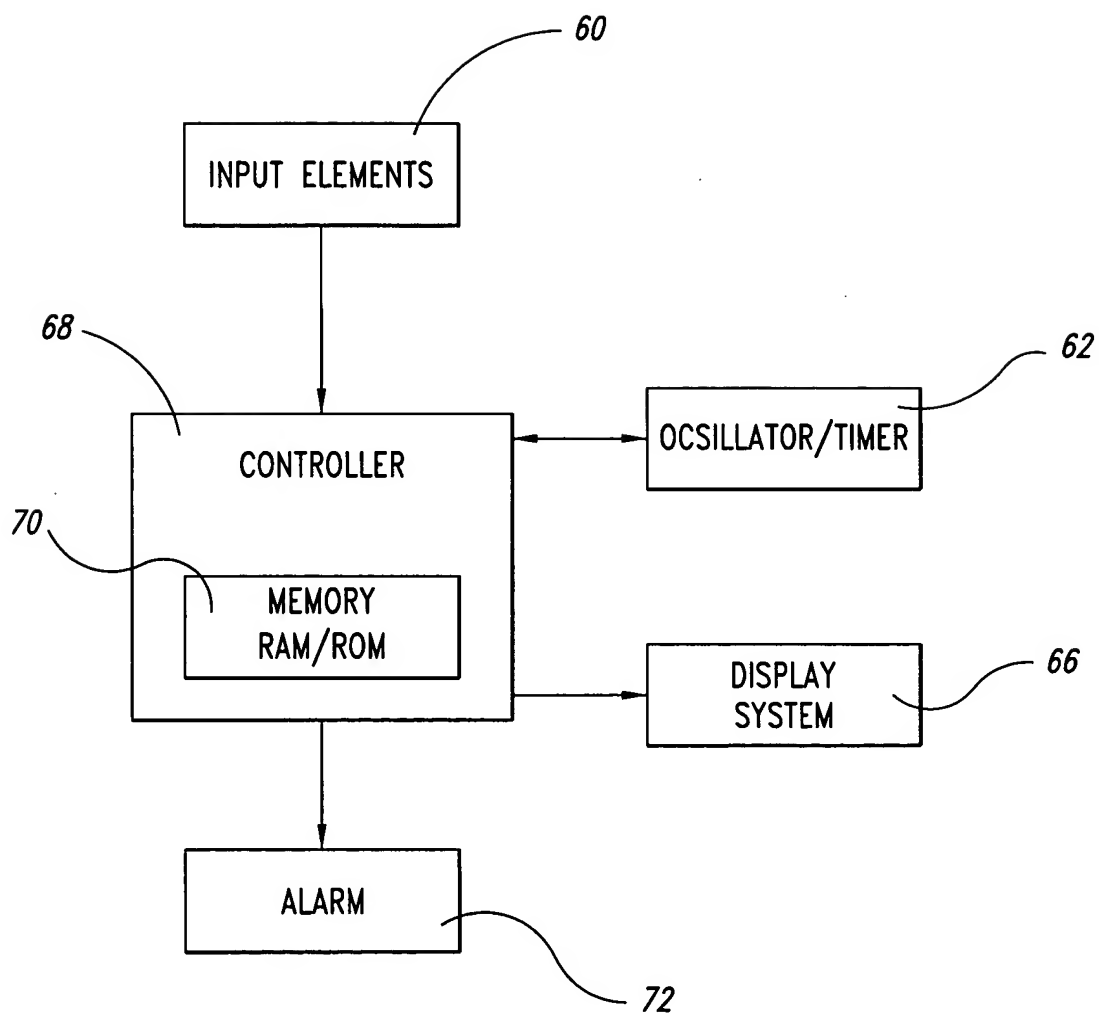 60
INPUT ELEMENTS
68
CONTROLLER
62
OCSILLATOR/TIMER
70
MEMORY
RAM/ROM
DISPLAY
SYSTEM
66
ALARM
72